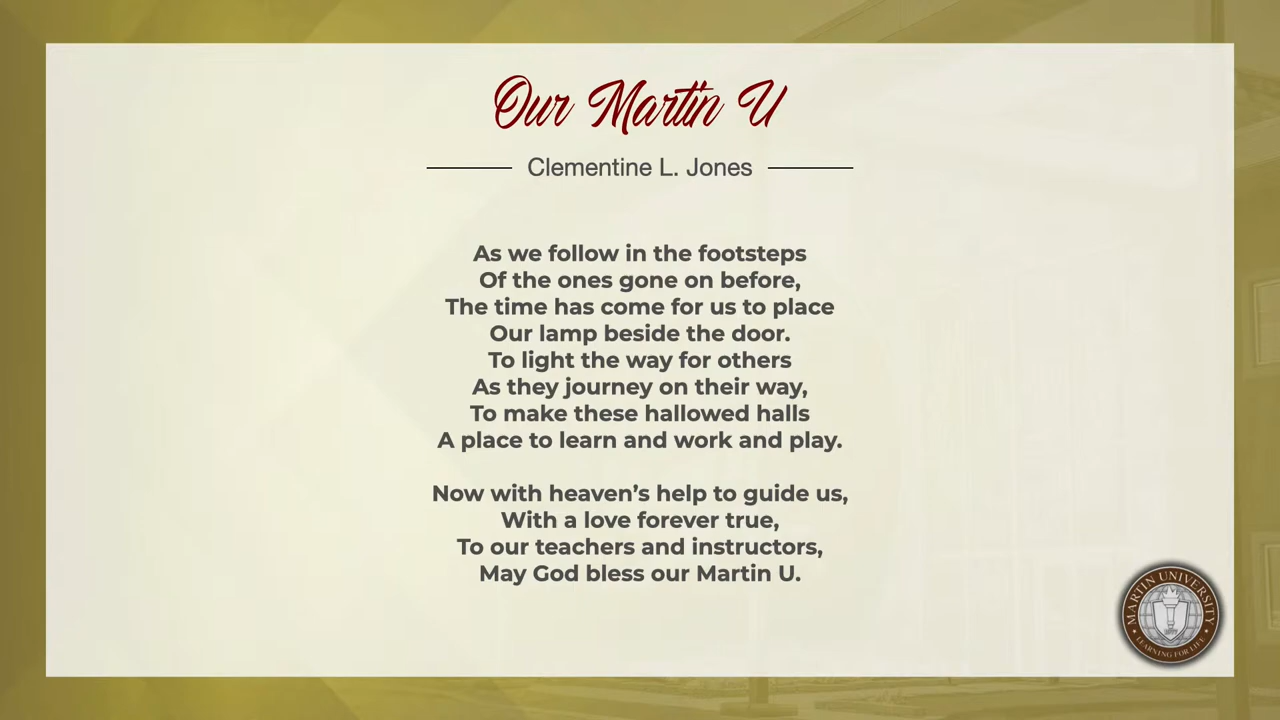 Our Martin U
Clementine L. Jones
As we follow in the footsteps
Of the ones gone on before,
The time has come for us to place
Our lamp beside the door.
To light the way for others
As they journey on their way,
To make these hallowed halls
A place to learn and work and play.
Now with heaven’s help to guide us,
With a love forever true,
To our teachers and instructors,
May God bless our Martin U.
MARTIN UNIVERSITY
LEARNING FOR LIFE